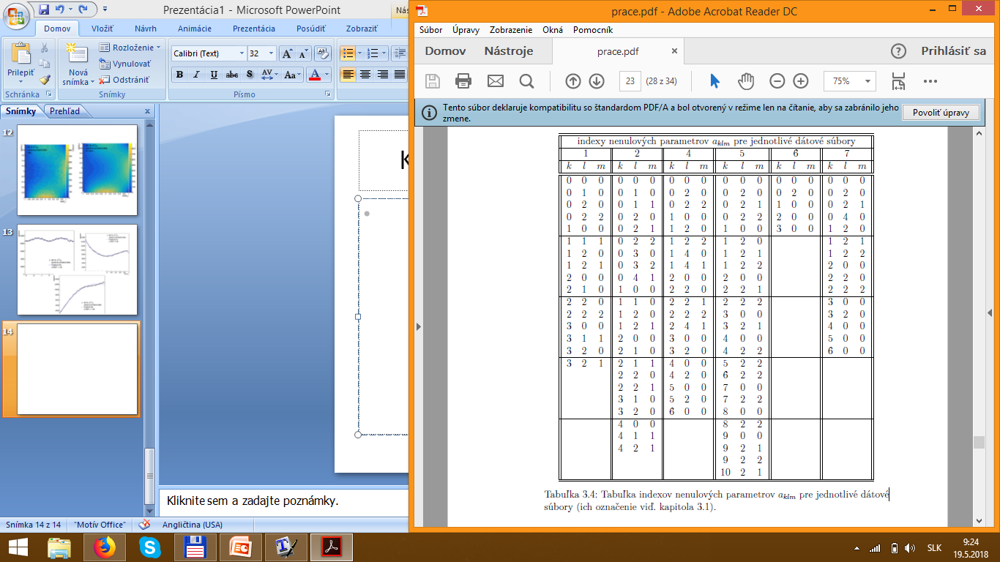 Prezentácia1 - Microsoft PowerPoint
Nás
Domov Vložiť Návrh Animácie Prezentácia Posúdiť Zobraziť
Prilepiť
Schránka
Nová snímka
Rozloženie
Vynulovať
Odstrániť
Snímky
Calibri (Text) 32
B I U abc S AV Aa A
Písmo
Snímky Prehľad
12
13
14
K
Kliknite sem a zadajte poznámky.
Snímka 14 z 14 "Motív Office" Angličtina (USA)
prace.pdf - Adobe Acrobat Reader DC
Súbor Úpravy Zobrazenie Okná Pomocník
Domov Nástroje prace.pdf × Prihlásiť sa
23 (28 z 34) 75%
Tento súbor deklaruje kompatibilitu so štandardom PDF/A a bol otvorený v režime len na čítanie, aby sa zabránilo jeho
zmene.
Povoliť úpravy
indexy nenulových parametrov aklm pre jednotlivé dátové súbory
1 2 4 5 6 7
k l m k l m k l m k l m k l m k l m
0 0 0 0 0 0 0 0 0 0 0 0 0 0 0 0 0 0
0 1 0 0 1 0 0 2 0 0 2 0 0 2 0 0 2 0
0 2 0 0 1 1 0 2 2 0 2 1 1 0 0 0 2 1
0 2 2 0 2 0 1 0 0 0 2 2 2 0 0 0 4 0
1 0 0 0 2 1 1 2 0 1 0 0 3 0 0 1 2 0
1 1 1 0 2 2 1 2 2 1 2 0 1 2 1
1 2 0 0 3 0 1 4 0 1 2 1 1 2 2
1 2 1 0 3 2 1 4 1 1 2 2 2 0 0
2 0 0 0 4 1 2 0 0 2 0 0 2 2 0
2 1 0 1 0 0 2 2 0 2 2 1 2 2 2
2 2 0 1 1 0 2 2 1 2 2 2 3 0 0
2 2 2 1 2 0 2 2 2 3 0 0 3 2 0
3 0 0 1 2 1 2 4 1 3 2 1 4 0 0
3 1 1 2 0 0 3 0 0 4 0 0 5 0 0
3 2 0 2 1 0 3 2 0 4 2 2 6 0 0
3 2 1 2 1 1 4 0 0 5 2 2
2 2 0 4 2 0 6 2 2
2 2 1 5 0 0 7 0 0
3 1 0 5 2 0 7 2 2
3 2 0 6 0 0 8 0 0
4 0 0 8 2 2
4 1 1 9 0 0
4 2 1 9 2 1
9 2 2
10 2 1
Tabuľka 3.4: Tabuľka indexov nenulových parametrov aklm pre jednotlivé dátové
súbory (ich označenie viď. kapitola 3.1).
SLK
9:24
19.5.2018